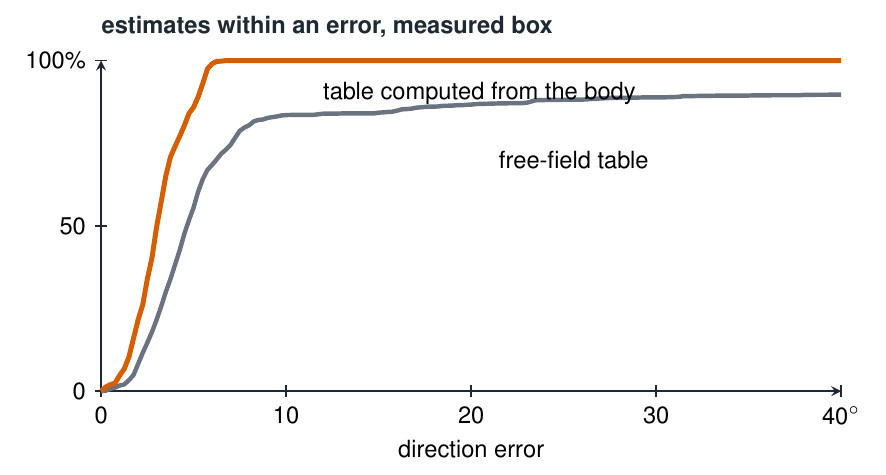 estimates within an error, measured box
100%
table computed from the body
free-field table
50
0
0 10 20 30 40°
direction error